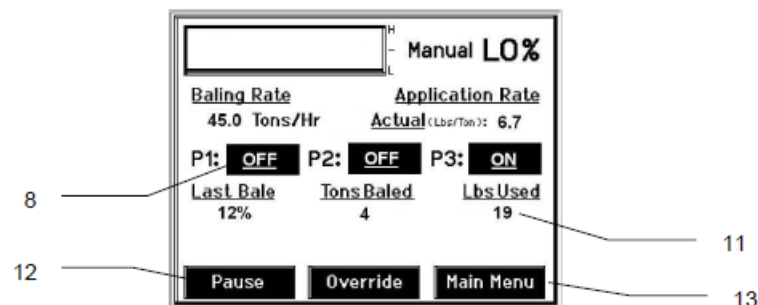 H
-
L
Manual LO%
Baling Rate Application Rate
45.0 Tons/Hr Actual (Lbs/Ton): 6.7
P1: OFF P2: OFF P3: ON
8
Last Bale Tons Baled Lbs Used
12% 4 19
11
12
Pause Override Main Menu
13